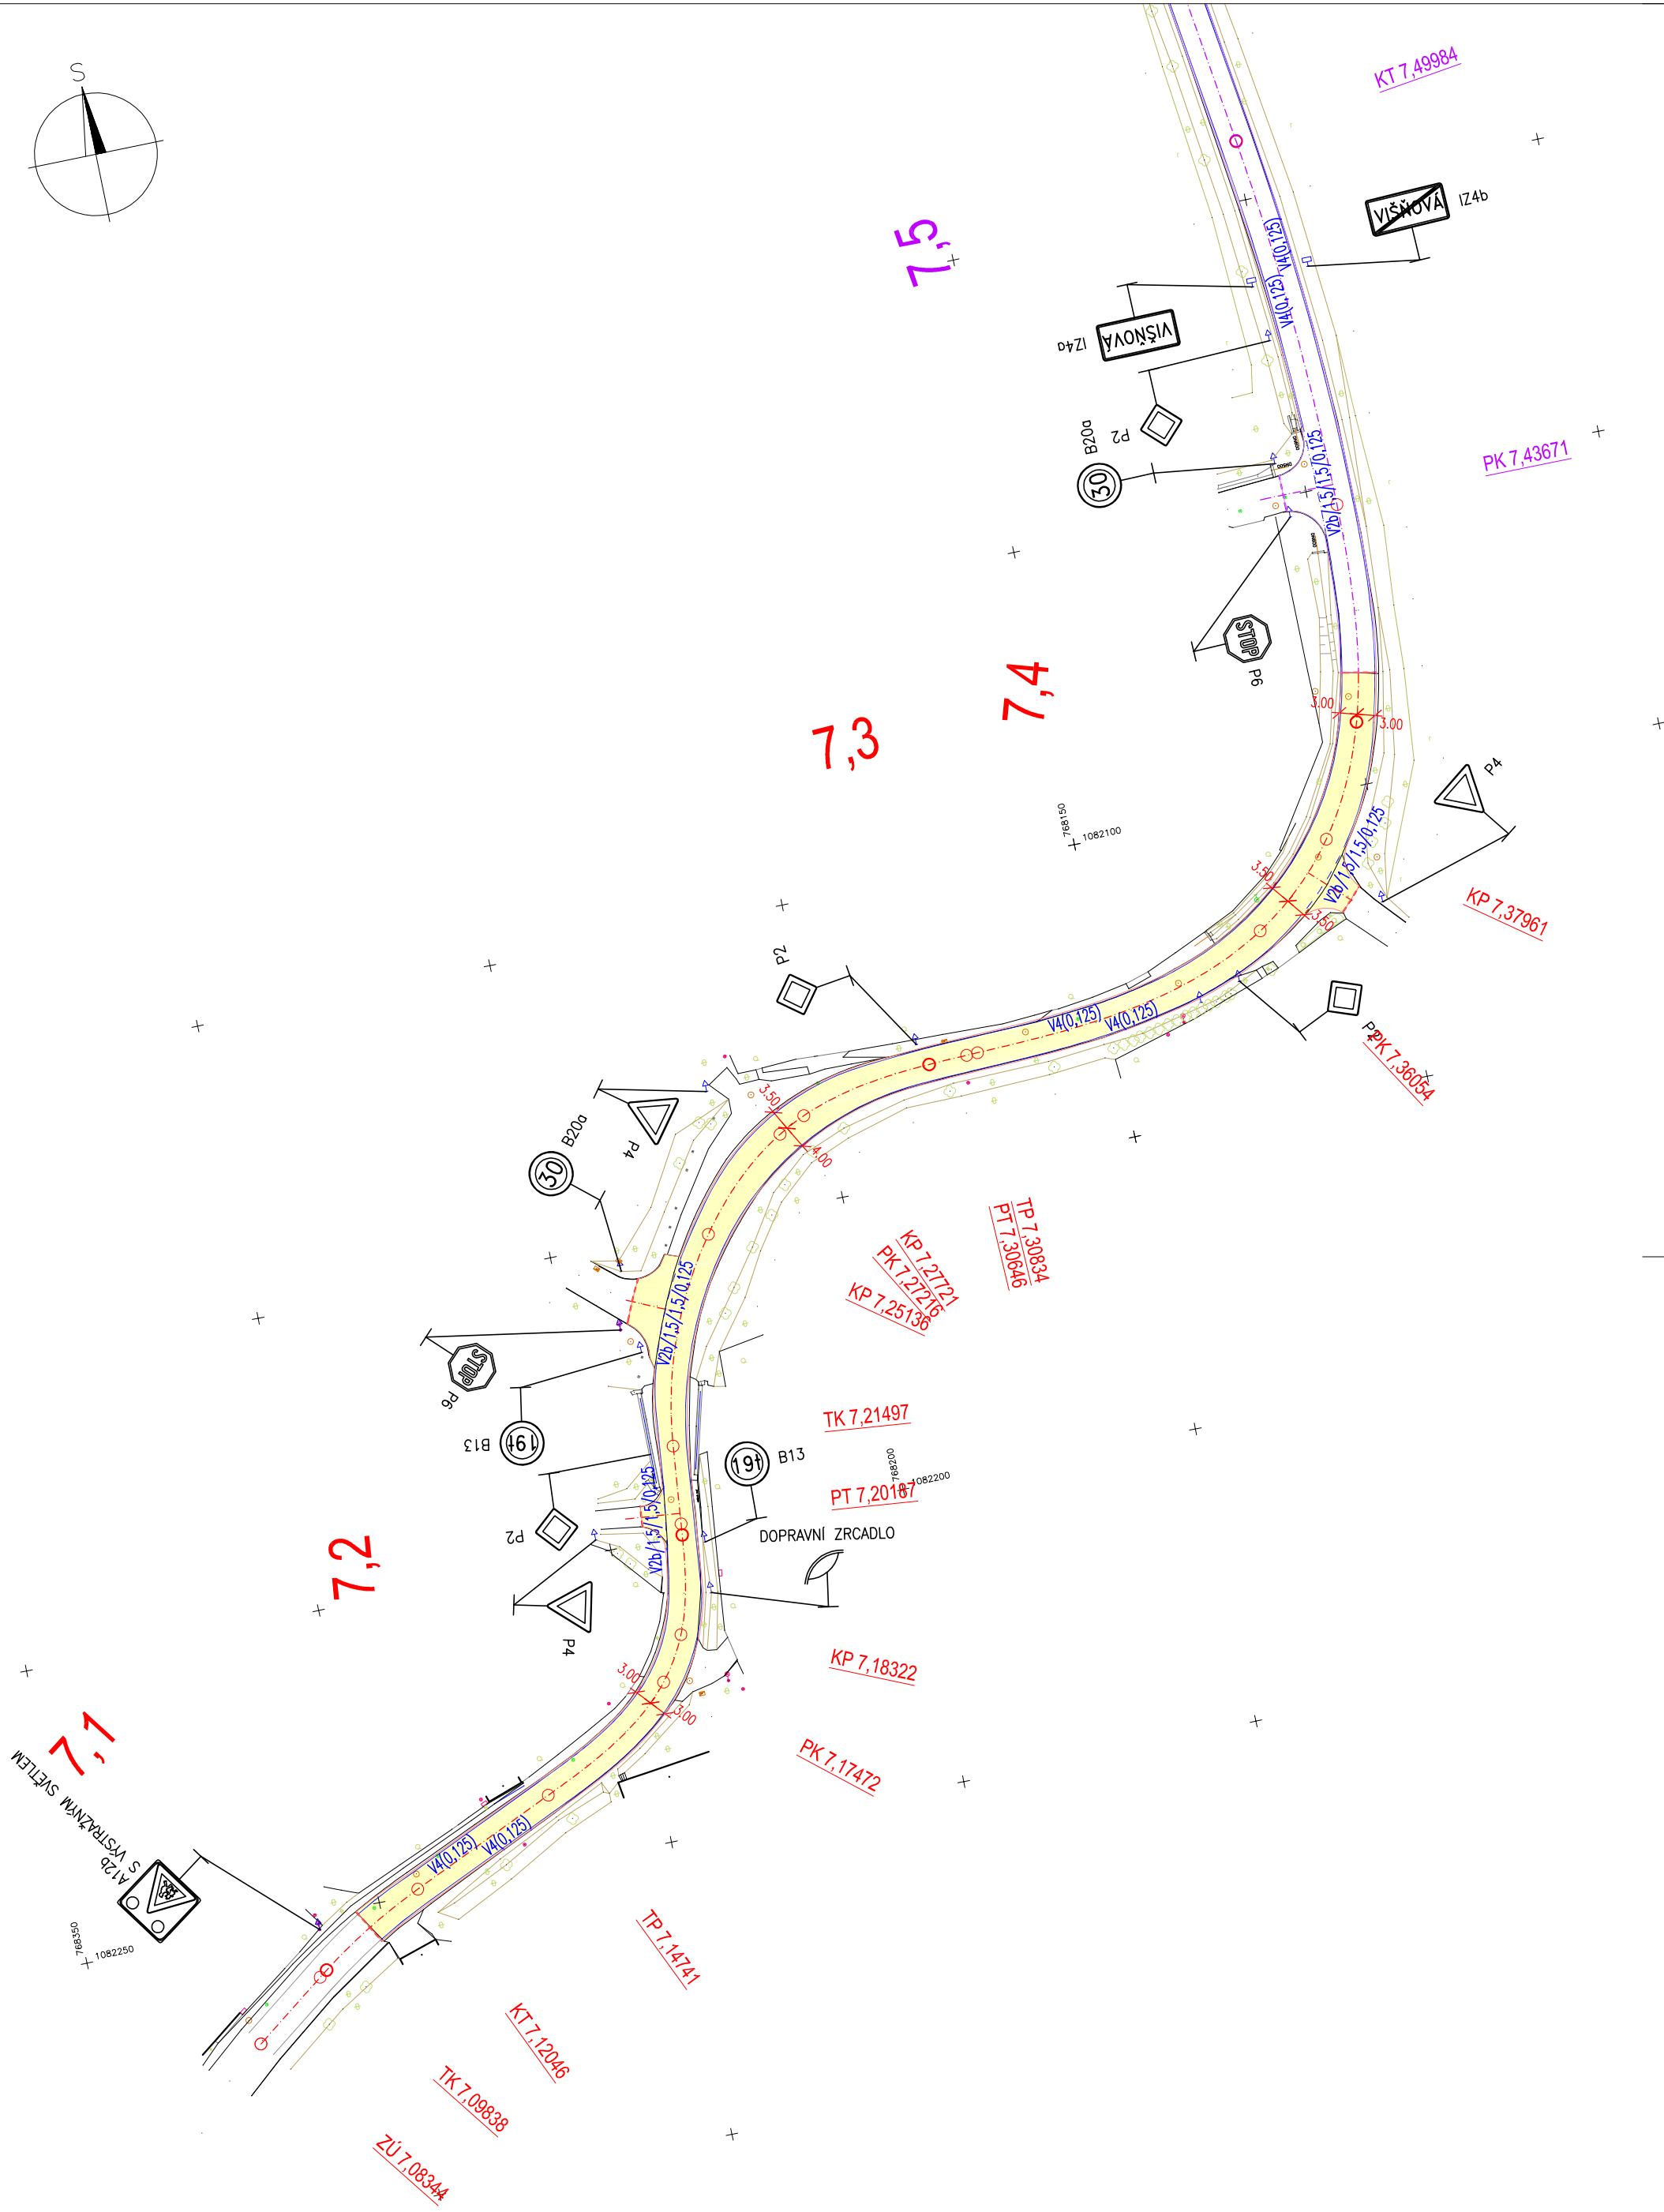 S
KT 7,49984
VIŠŇOVÁ
IZ4b
7,5
V4(0,125)
V4(0,125)
VIŠŇOVÁ
IZ4a
P2
B20a
30
PK 7,43671
V2b/1,5/1,5/0,125
STOP
P6
7,4
7,3
3.00
3.00
P4
768150
1082100
V2b/1,5/1,5/0,125
3.50
3.50
KP 7,37961
P2
P2
V4(0,125)
V4(0,125)
PK 7,36054
3.50
4.00
B20a
P4
30
TP 7,30834
PT 7,30646
KP 7,27721
PK 7,27216
KP 7,25136
V2b/1,5/1,5/0,125
STOP
P6
TK 7,21497
B13
19t
19t
B13
768200
1082200
PT 7,20187
V2b/1,5/1,5/0,125
P2
DOPRAVNÍ ZRCADLO
7,2
P4
KP 7,18322
3.00
3.00
7,1
PK 7,17472
A12b
S VÝSTRAŽNÝM SVĚTLEM
V4(0,125)
V4(0,125)
768350
1082250
TP 7,14741
KT 7,12046
TK 7,09838
ZÚ 7,08344